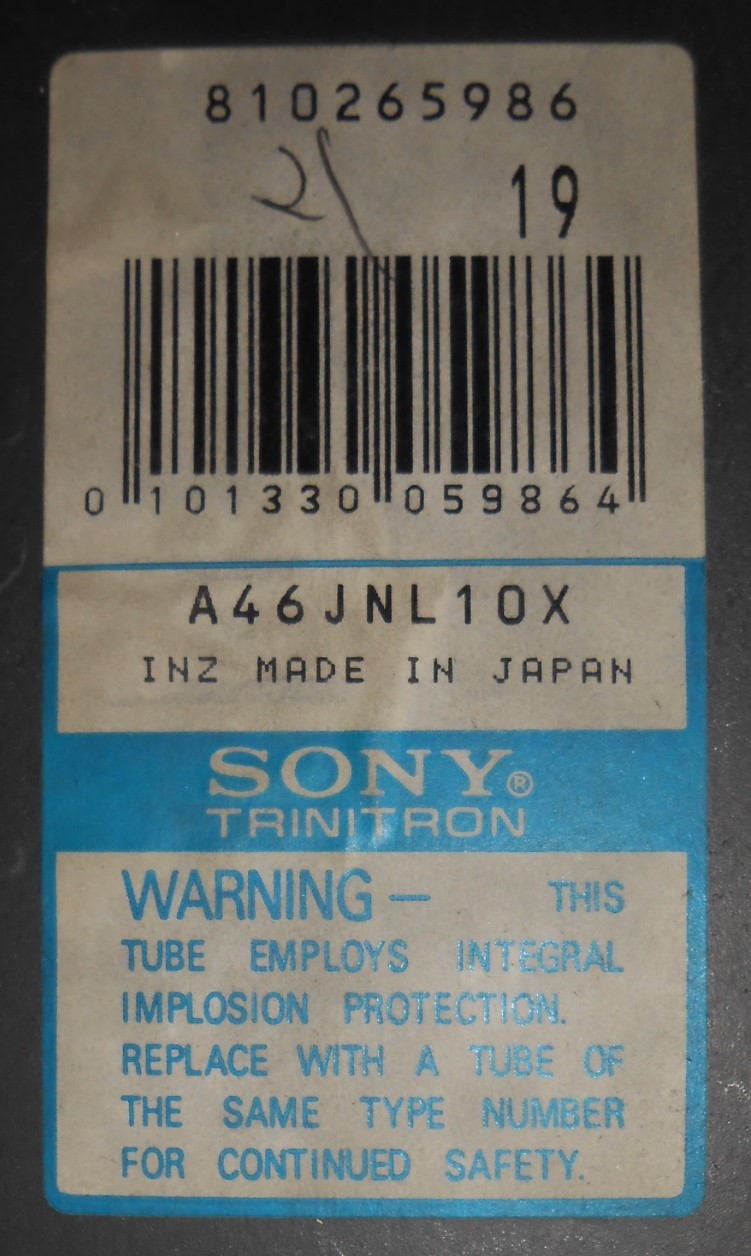 810265986
21
19
0 101330 059864
A46JNL10X
INZ MADE IN JAPAN
SONY®
TRINITRON
WARNING — THIS
TUBE EMPLOYS INTEGRAL
IMPLOSION PROTECTION.
REPLACE WITH A TUBE OF
THE SAME TYPE NUMBER
FOR CONTINUED SAFETY.